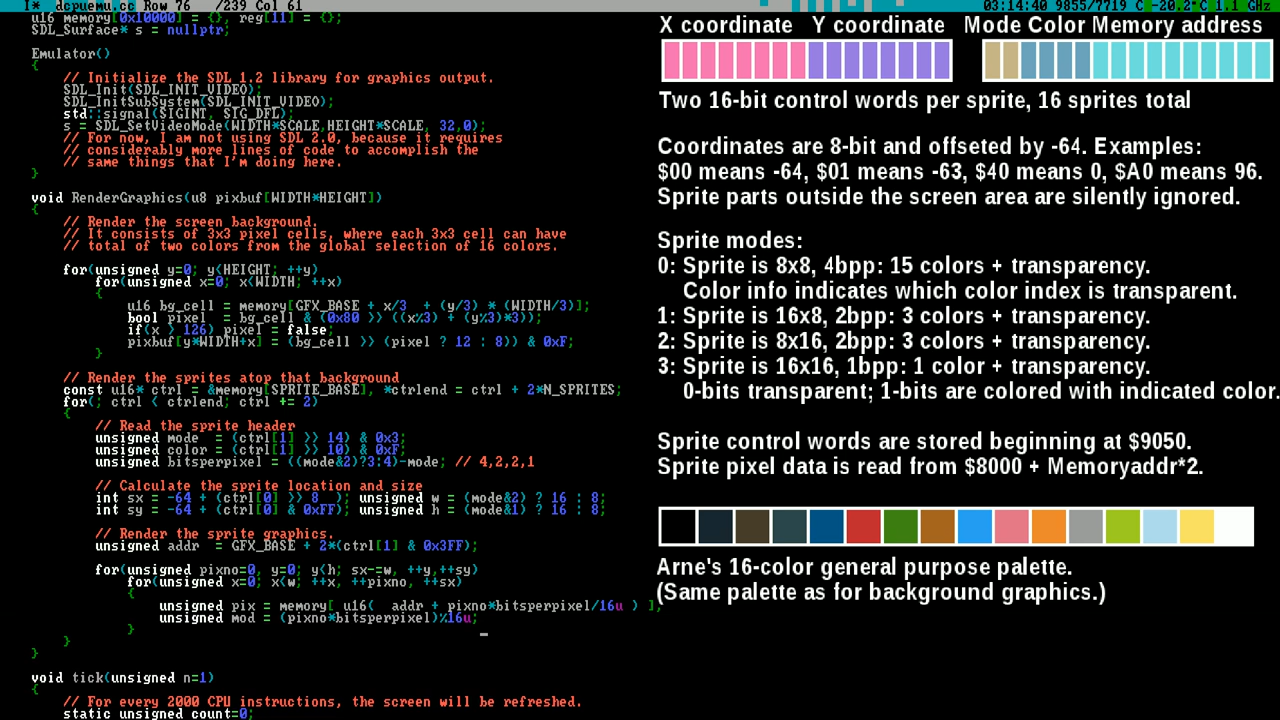 I* dcpuemu.cc Row 76 /239 Col 61 03:14:40 9855/7719 C -20.2°C 1.1 GHz
u16 memory[0x10000] = {}, reg[11] = {};
SDL_Surface* s = nullptr;
Emulator()
{
// Initialize the SDL 1.2 library for graphics output.
SDL_Init(SDL_INIT_VIDEO);
SDL_InitSubSystem(SDL_INIT_VIDEO);
std::signal(SIGINT, SIG_DFL);
s = SDL_SetVideoMode(WIDTH*SCALE,HEIGHT*SCALE, 32,0);
// For now, I am not using SDL 2.0, because it requires
// considerably more lines of code to accomplish the
// same things that I'm doing here.
}
void RenderGraphics(u8 pixbuf[WIDTH*HEIGHT])
{
// Render the screen background.
// It consists of 3x3 pixel cells, where each 3x3 cell can have
// total of two colors from the global selection of 16 colors.
for(unsigned y=0; y<HEIGHT; ++y)
for(unsigned x=0; x<WIDTH; ++x)
{
u16 bg_cell = memory[GFX_BASE + x/3 + (y/3) * (WIDTH/3)];
bool pixel = bg_cell & (0x80 >> ((x%3) + (y%3)*3));
if(x > 126) pixel = false;
pixbuf[y*WIDTH+x] = (bg_cell >> (pixel ? 12 : 8)) & 0xF;
}
// Render the sprites atop that background
const u16* ctrl = &memory[SPRITE_BASE], *ctrlend = ctrl + 2*N_SPRITES;
for(; ctrl < ctrlend; ctrl += 2)
{
// Read the sprite header
unsigned mode = (ctrl[1] >> 14) & 0x3;
unsigned color = (ctrl[1] >> 10) & 0xF;
unsigned bitsperpixel = ((mode&2)?3:4)-mode; // 4,2,2,1
// Calculate the sprite location and size
int sx = -64 + (ctrl[0] >> 8 ); unsigned w = (mode&2) ? 16 : 8;
int sy = -64 + (ctrl[0] & 0xFF); unsigned h = (mode&1) ? 16 : 8;
// Render the sprite graphics.
unsigned addr = GFX_BASE + 2*(ctrl[1] & 0x3FF);
for(unsigned pixno=0, y=0; y<h; sx-=w, ++y,++sy)
for(unsigned x=0; x<w; ++x, ++pixno, ++sx)
{
unsigned pix = memory[ u16( addr + pixno*bitsperpixel/16u ) ];
unsigned mod = (pixno*bitsperpixel)%16u;
}
}
}
void tick(unsigned n=1)
{
// For every 2000 CPU instructions, the screen will be refreshed.
static unsigned count=0;
X coordinate Y coordinate Mode Color Memory address
Two 16-bit control words per sprite, 16 sprites total
Coordinates are 8-bit and offseted by -64. Examples:
$00 means -64, $01 means -63, $40 means 0, $A0 means 96.
Sprite parts outside the screen area are silently ignored.
Sprite modes:
0: Sprite is 8x8, 4bpp: 15 colors + transparency.
Color info indicates which color index is transparent.
1: Sprite is 16x8, 2bpp: 3 colors + transparency.
2: Sprite is 8x16, 2bpp: 3 colors + transparency.
3: Sprite is 16x16, 1bpp: 1 color + transparency.
0-bits transparent; 1-bits are colored with indicated color.
Sprite control words are stored beginning at $9050.
Sprite pixel data is read from $8000 + Memoryaddr*2.
Arne's 16-color general purpose palette.
(Same palette as for background graphics.)